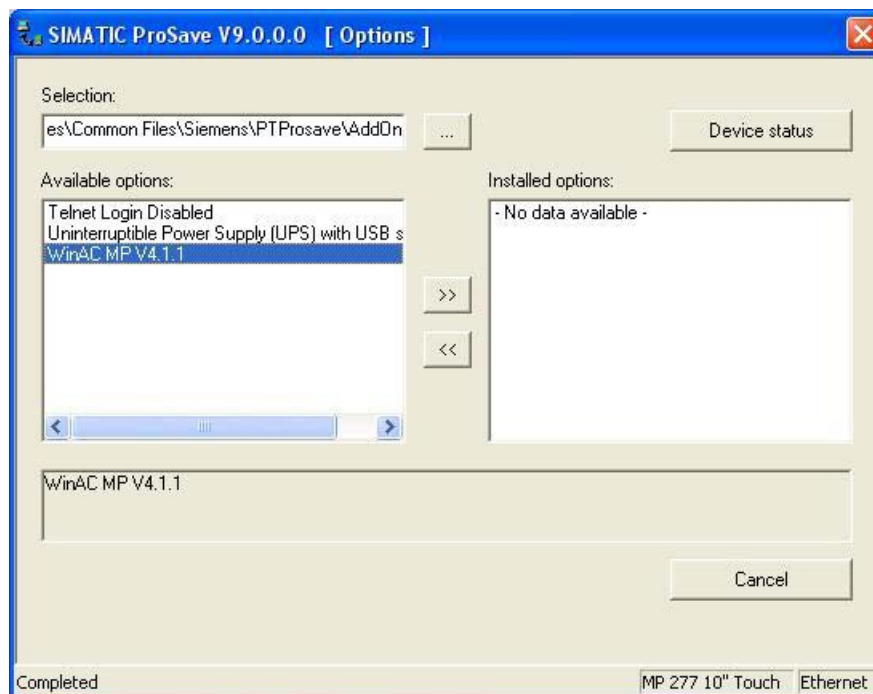 SIMATIC ProSave V9.0.0.0 [ Options ]
Selection:
es\Common Files\Siemens\PTProsave\AddOn
...
Device status
Available options:
Installed options:
Telnet Login Disabled
Uninterruptible Power Supply (UPS) with USB s
WinAC MP V4.1.1
- No data available -
>>
<<
WinAC MP V4.1.1
Cancel
Completed
MP 277 10" Touch
Ethernet